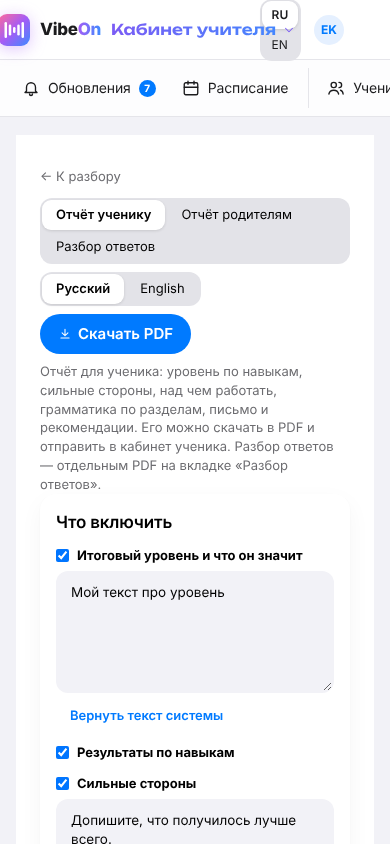 VibeOn Кабинет учителя
RU
EN
EK
Обновления 7 Расписание Учени
← К разбору
Отчёт ученику Отчёт родителям
Разбор ответов
Русский English
Скачать PDF
Отчёт для ученика: уровень по навыкам,
сильные стороны, над чем работать,
грамматика по разделам, письмо и
рекомендации. Его можно скачать в PDF и
отправить в кабинет ученика. Разбор ответов
— отдельным PDF на вкладке «Разбор
ответов».
Что включить
Итоговый уровень и что он значит
Мой текст про уровень
Вернуть текст системы
Результаты по навыкам
Сильные стороны
Допишите, что получилось лучше
всего.